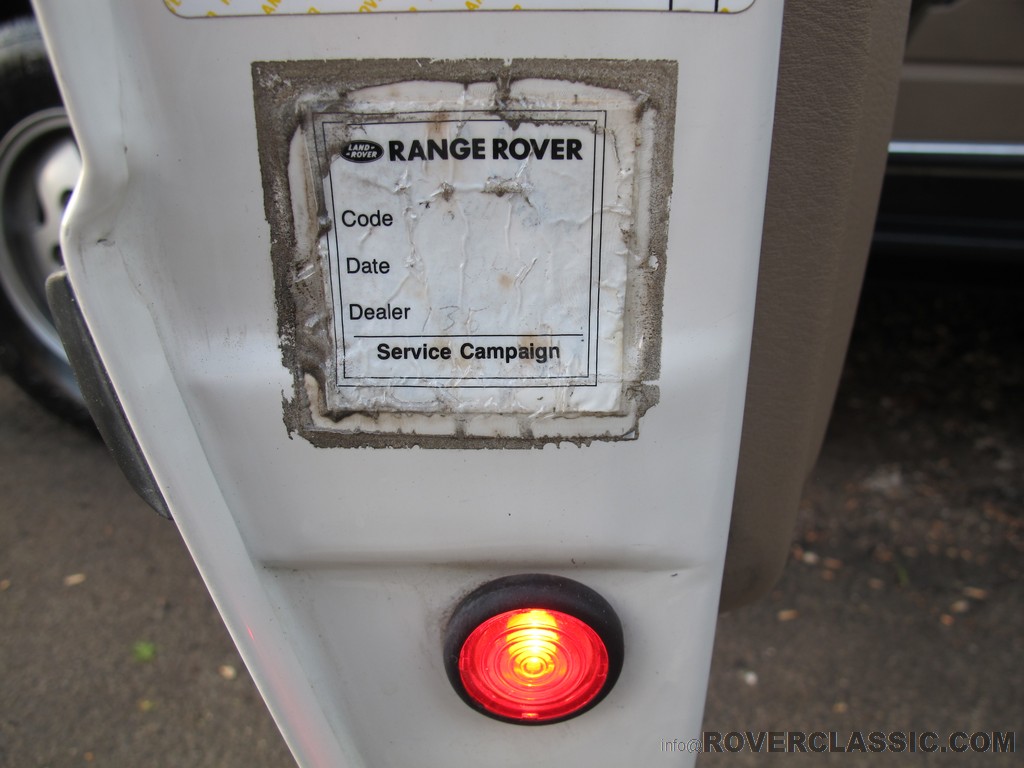 LAND-
-ROVER
RANGE ROVER
Code
Date
Dealer
Service Campaign
info@ROVERCLASSIC.COM